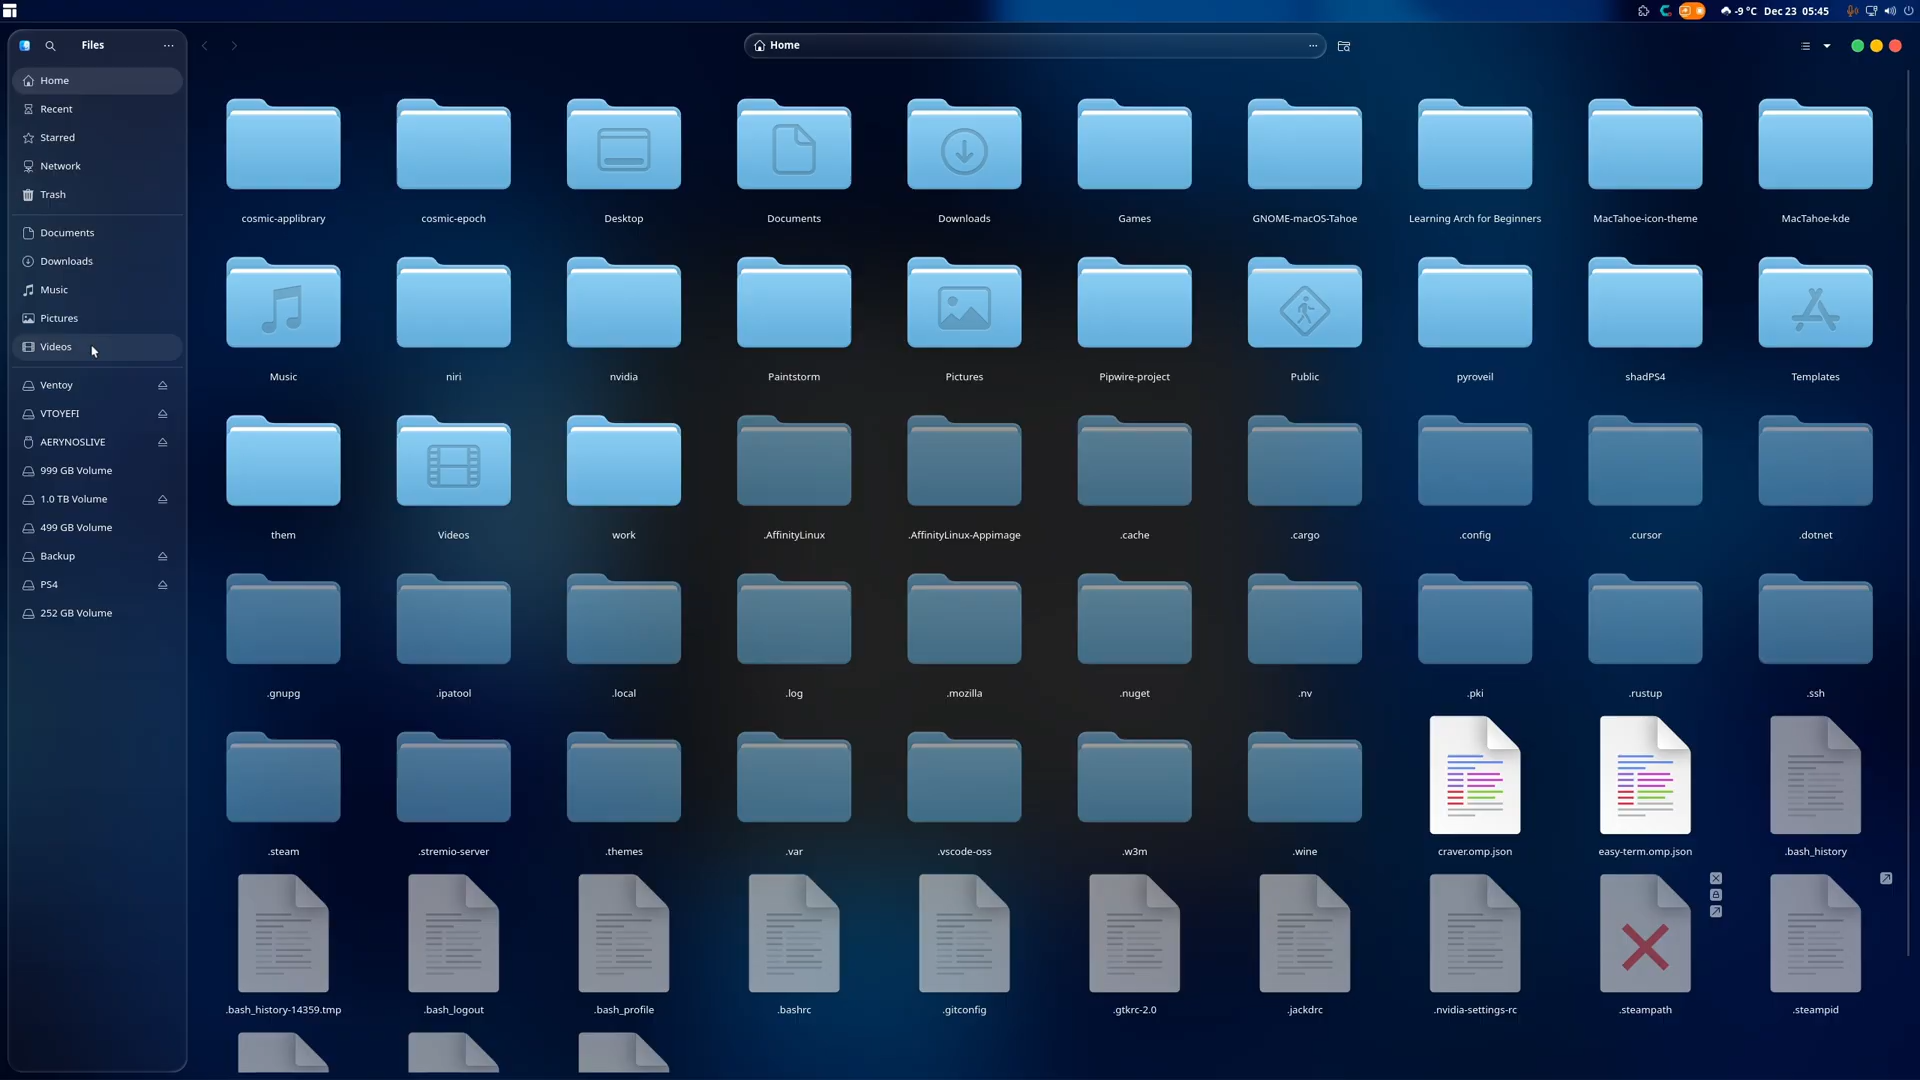 -9 °C Dec 23 05:45
Files
Home
Home
Recent
Starred
Network
Trash
Documents
Downloads
Music
Pictures
Videos
Ventoy
VTOYEFI
AERYNOSLIVE
999 GB Volume
1.0 TB Volume
499 GB Volume
Backup
PS4
252 GB Volume
cosmic-applibrary cosmic-epoch Desktop Documents Downloads Games GNOME-macOS-Tahoe Learning Arch for Beginners MacTahoe-icon-theme MacTahoe-kde
Music niri nvidia Paintstorm Pictures Pipwire-project Public pyroveil shadPS4 Templates
them Videos work .AffinityLinux .AffinityLinux-Appimage .cache .cargo .config .cursor .dotnet
.gnupg .ipatool .local .log .mozilla .nuget .nv .pki .rustup .ssh
.steam .stremio-server .themes .var .vscode-oss .w3m .wine craver.omp.json easy-term.omp.json .bash_history
.bash_history-14359.tmp .bash_logout .bash_profile .bashrc .gitconfig .gtkrc-2.0 .jackdrc .nvidia-settings-rc .steampath .steampid